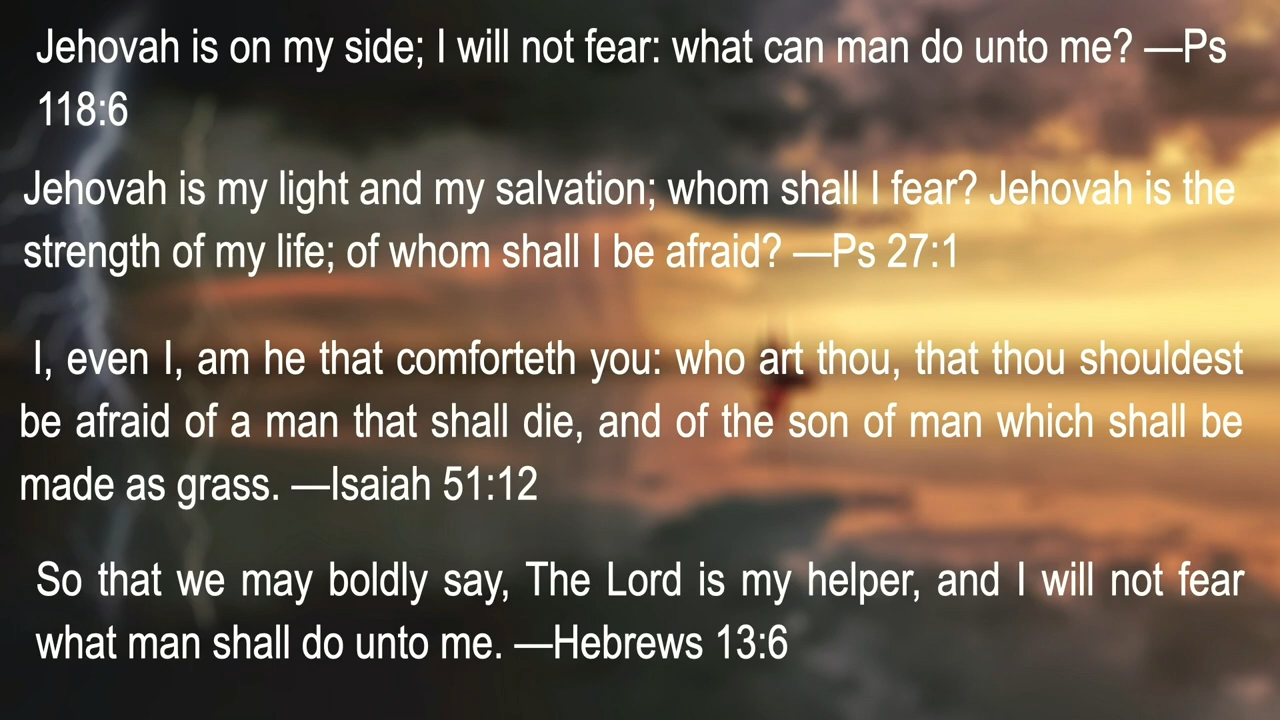 Jehovah is on my side; I will not fear: what can man do unto me? —Ps
118:6
Jehovah is my light and my salvation; whom shall I fear? Jehovah is the
strength of my life; of whom shall I be afraid? —Ps 27:1
I, even I, am he that comforteth you: who art thou, that thou shouldest
be afraid of a man that shall die, and of the son of man which shall be
made as grass. —Isaiah 51:12
So that we may boldly say, The Lord is my helper, and I will not fear
what man shall do unto me. —Hebrews 13:6